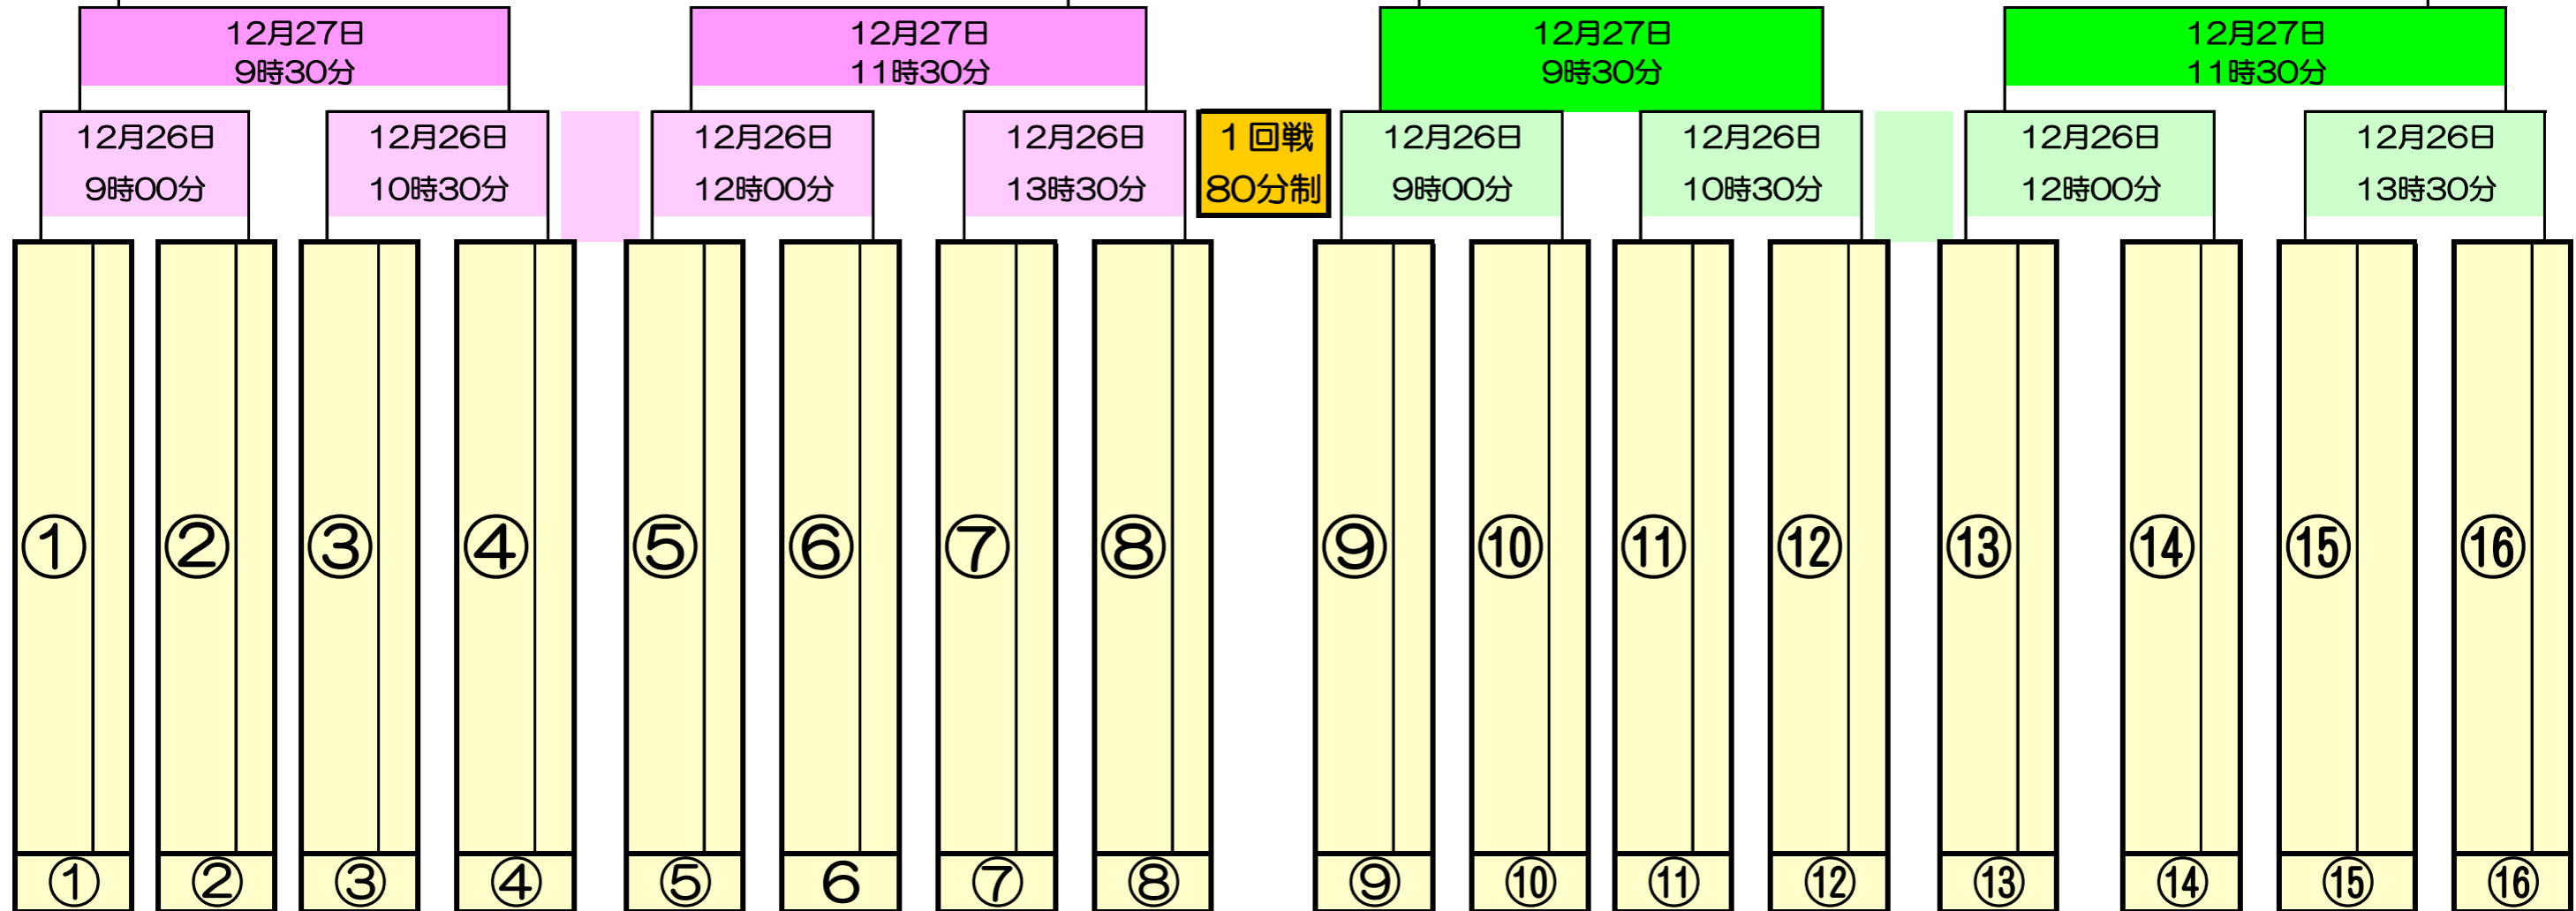 12月27日
9時30分
12月27日
11時30分
12月27日
9時30分
12月27日
11時30分
12月26日
9時00分
12月26日
10時30分
12月26日
12時00分
12月26日
13時30分
1回戦
80分制
12月26日
9時00分
12月26日
10時30分
12月26日
12時00分
12月26日
13時30分
① ② ③ ④ ⑤ ⑥ ⑦ ⑧ ⑨ ⑩ ⑪ ⑫ ⑬ ⑭ ⑮ ⑯
① ② ③ ④ ⑤ 6 ⑦ ⑧ ⑨ ⑩ ⑪ ⑫ ⑬ ⑭ ⑮ ⑯